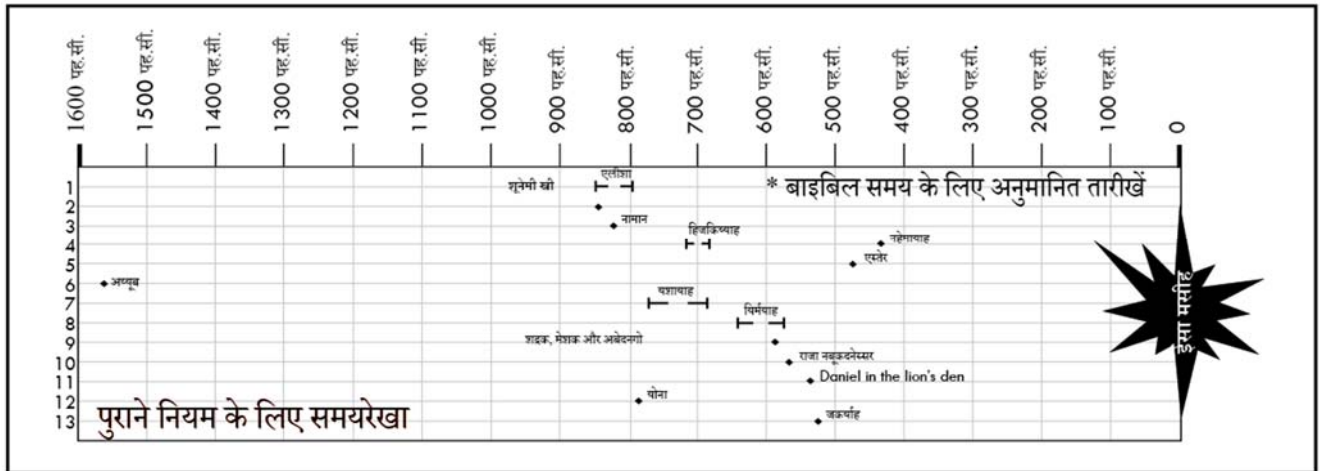 1600 पह.सी.
1500 पह.सी.
1400 पह.सी.
1300 पह.सी.
1200 पह.सी.
1100 पह.सी.
1000 पह.सी.
900 पह.सी.
800 पह.सी.
700 पह.सी.
600 पह.सी.
500 पह.सी.
400 पह.सी.
300 पह.सी.
200 पह.सी.
100 पह.सी.
0
* बाइबिल समय के लिए अनुमानित तारीखें
1
एलीशा
2
शूनेमी स्त्री
3
नामान
4
हिजकिय्याह
नहेमायाह
5
एस्तेर
6
अय्यूब
7
यशायाह
8
यिर्मयाह
9
शद्रक, मेशक और अबेदनगो
10
राजा नबूकदनेस्सर
11
Daniel in the lion's den
12
योना
13
जकर्याह
ईसा मसीह
पुराने नियम के लिए समयरेखा